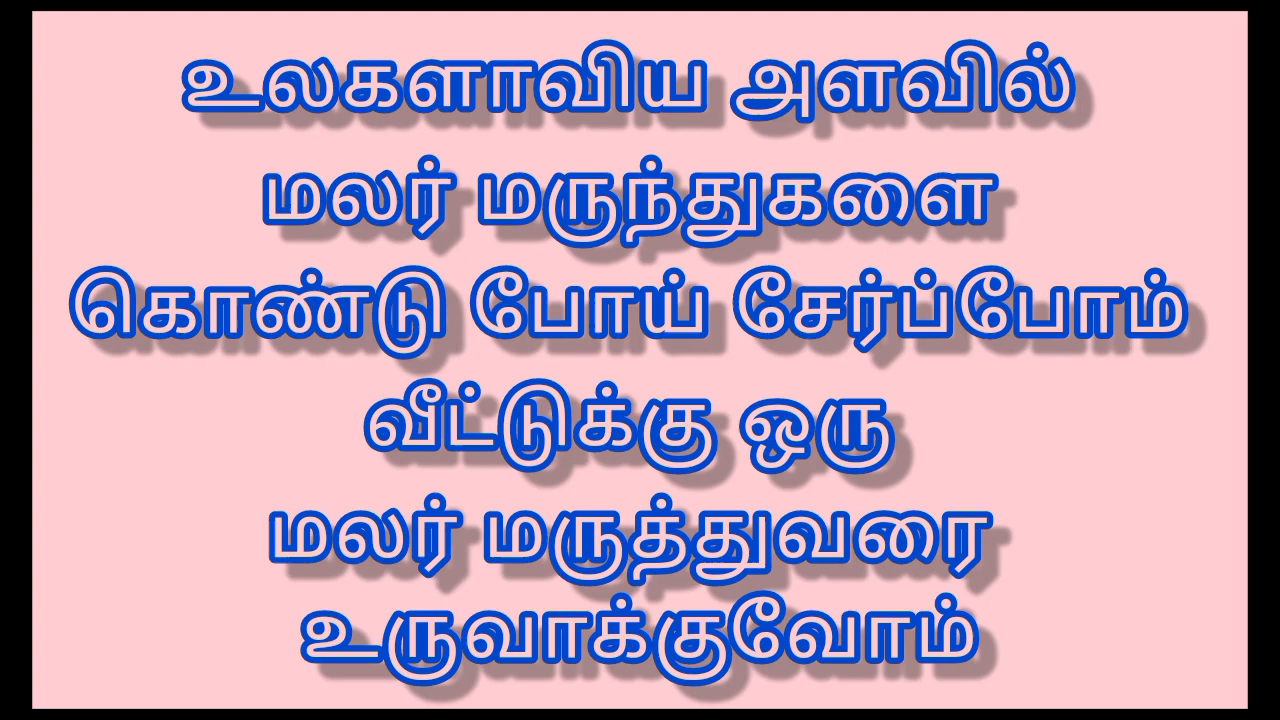 உலகளாவிய அளவில்
மலர் மருந்துகளை
கொண்டு போய் சேர்ப்போம்
வீட்டுக்கு ஒரு
மலர் மருத்துவரை
உருவாக்குவோம்